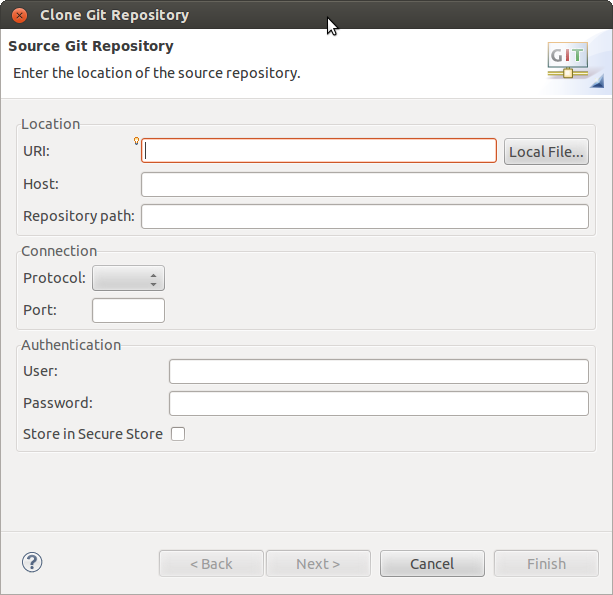 Clone Git Repository
Source Git Repository
Enter the location of the source repository.
GIT
Location
URI:
Local File...
Host:
Repository path:
Connection
Protocol:
Port:
Authentication
User:
Password:
Store in Secure Store
?
< Back
Next >
Cancel
Finish